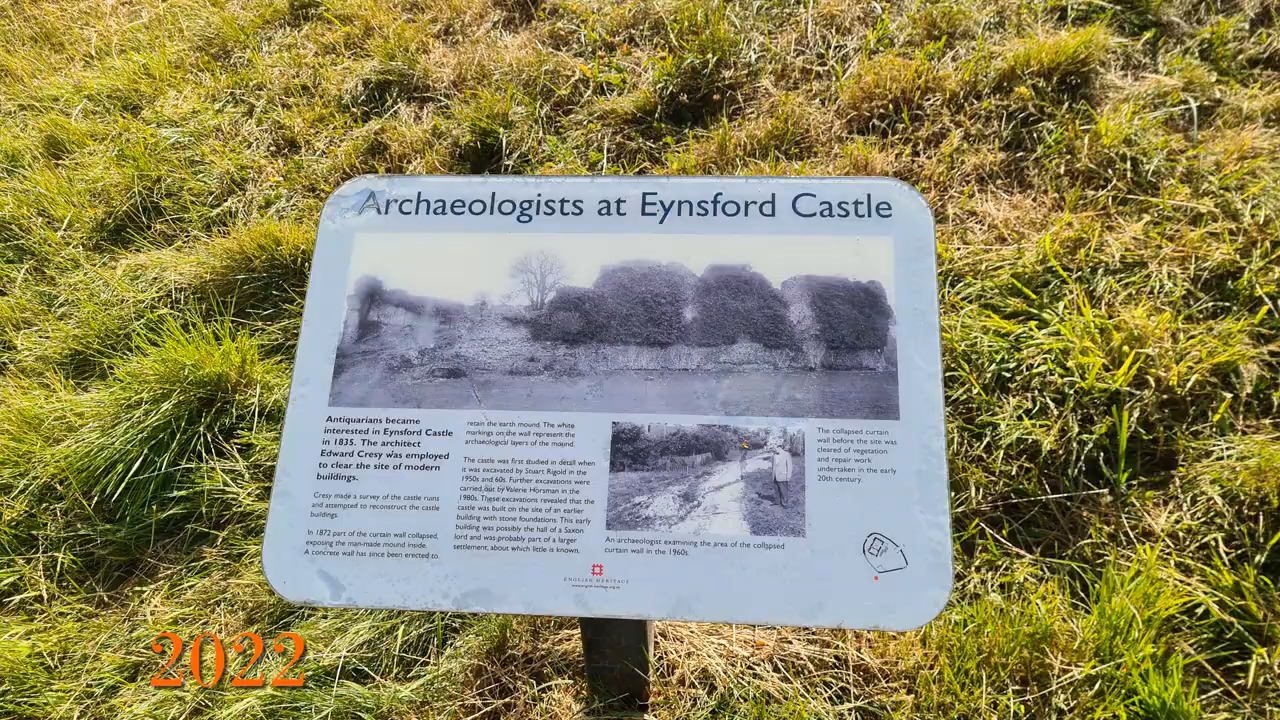 Archaeologists at Eynsford Castle
Antiquarians became
interested in Eynsford Castle
in 1835. The architect
Edward Cresy was employed
to clear the site of modern
buildings.
Cresy made a survey of the castle ruins
and attempted to reconstruct the castle
buildings.
In 1872 part of the curtain wall collapsed,
exposing the man-made mound inside.
A concrete wall has since been erected to
retain the earth mound. The white
markings on the wall represent the
archaeological layers of the mound.
The castle was first studied in detail when
it was excavated by Stuart Rigold in the
1950s and 60s. Further excavations were
carried out by Valerie Horsman in the
1980s. These excavations revealed that the
castle was built on the site of an earlier
building with stone foundations. This early
building was possibly the hall of a Saxon
lord and was probably part of a larger
settlement, about which little is known.
An archaeologist examining the area of the collapsed
curtain wall in the 1960s.
The collapsed curtain
wall before the site was
cleared of vegetation
and repair work
undertaken in the early
20th century.
ENGLISH HERITAGE
www.english-heritage.org.uk
2022